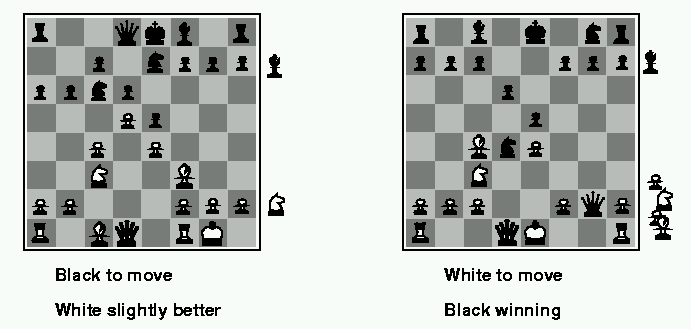 Black to move
White slightly better
White to move
Black winning